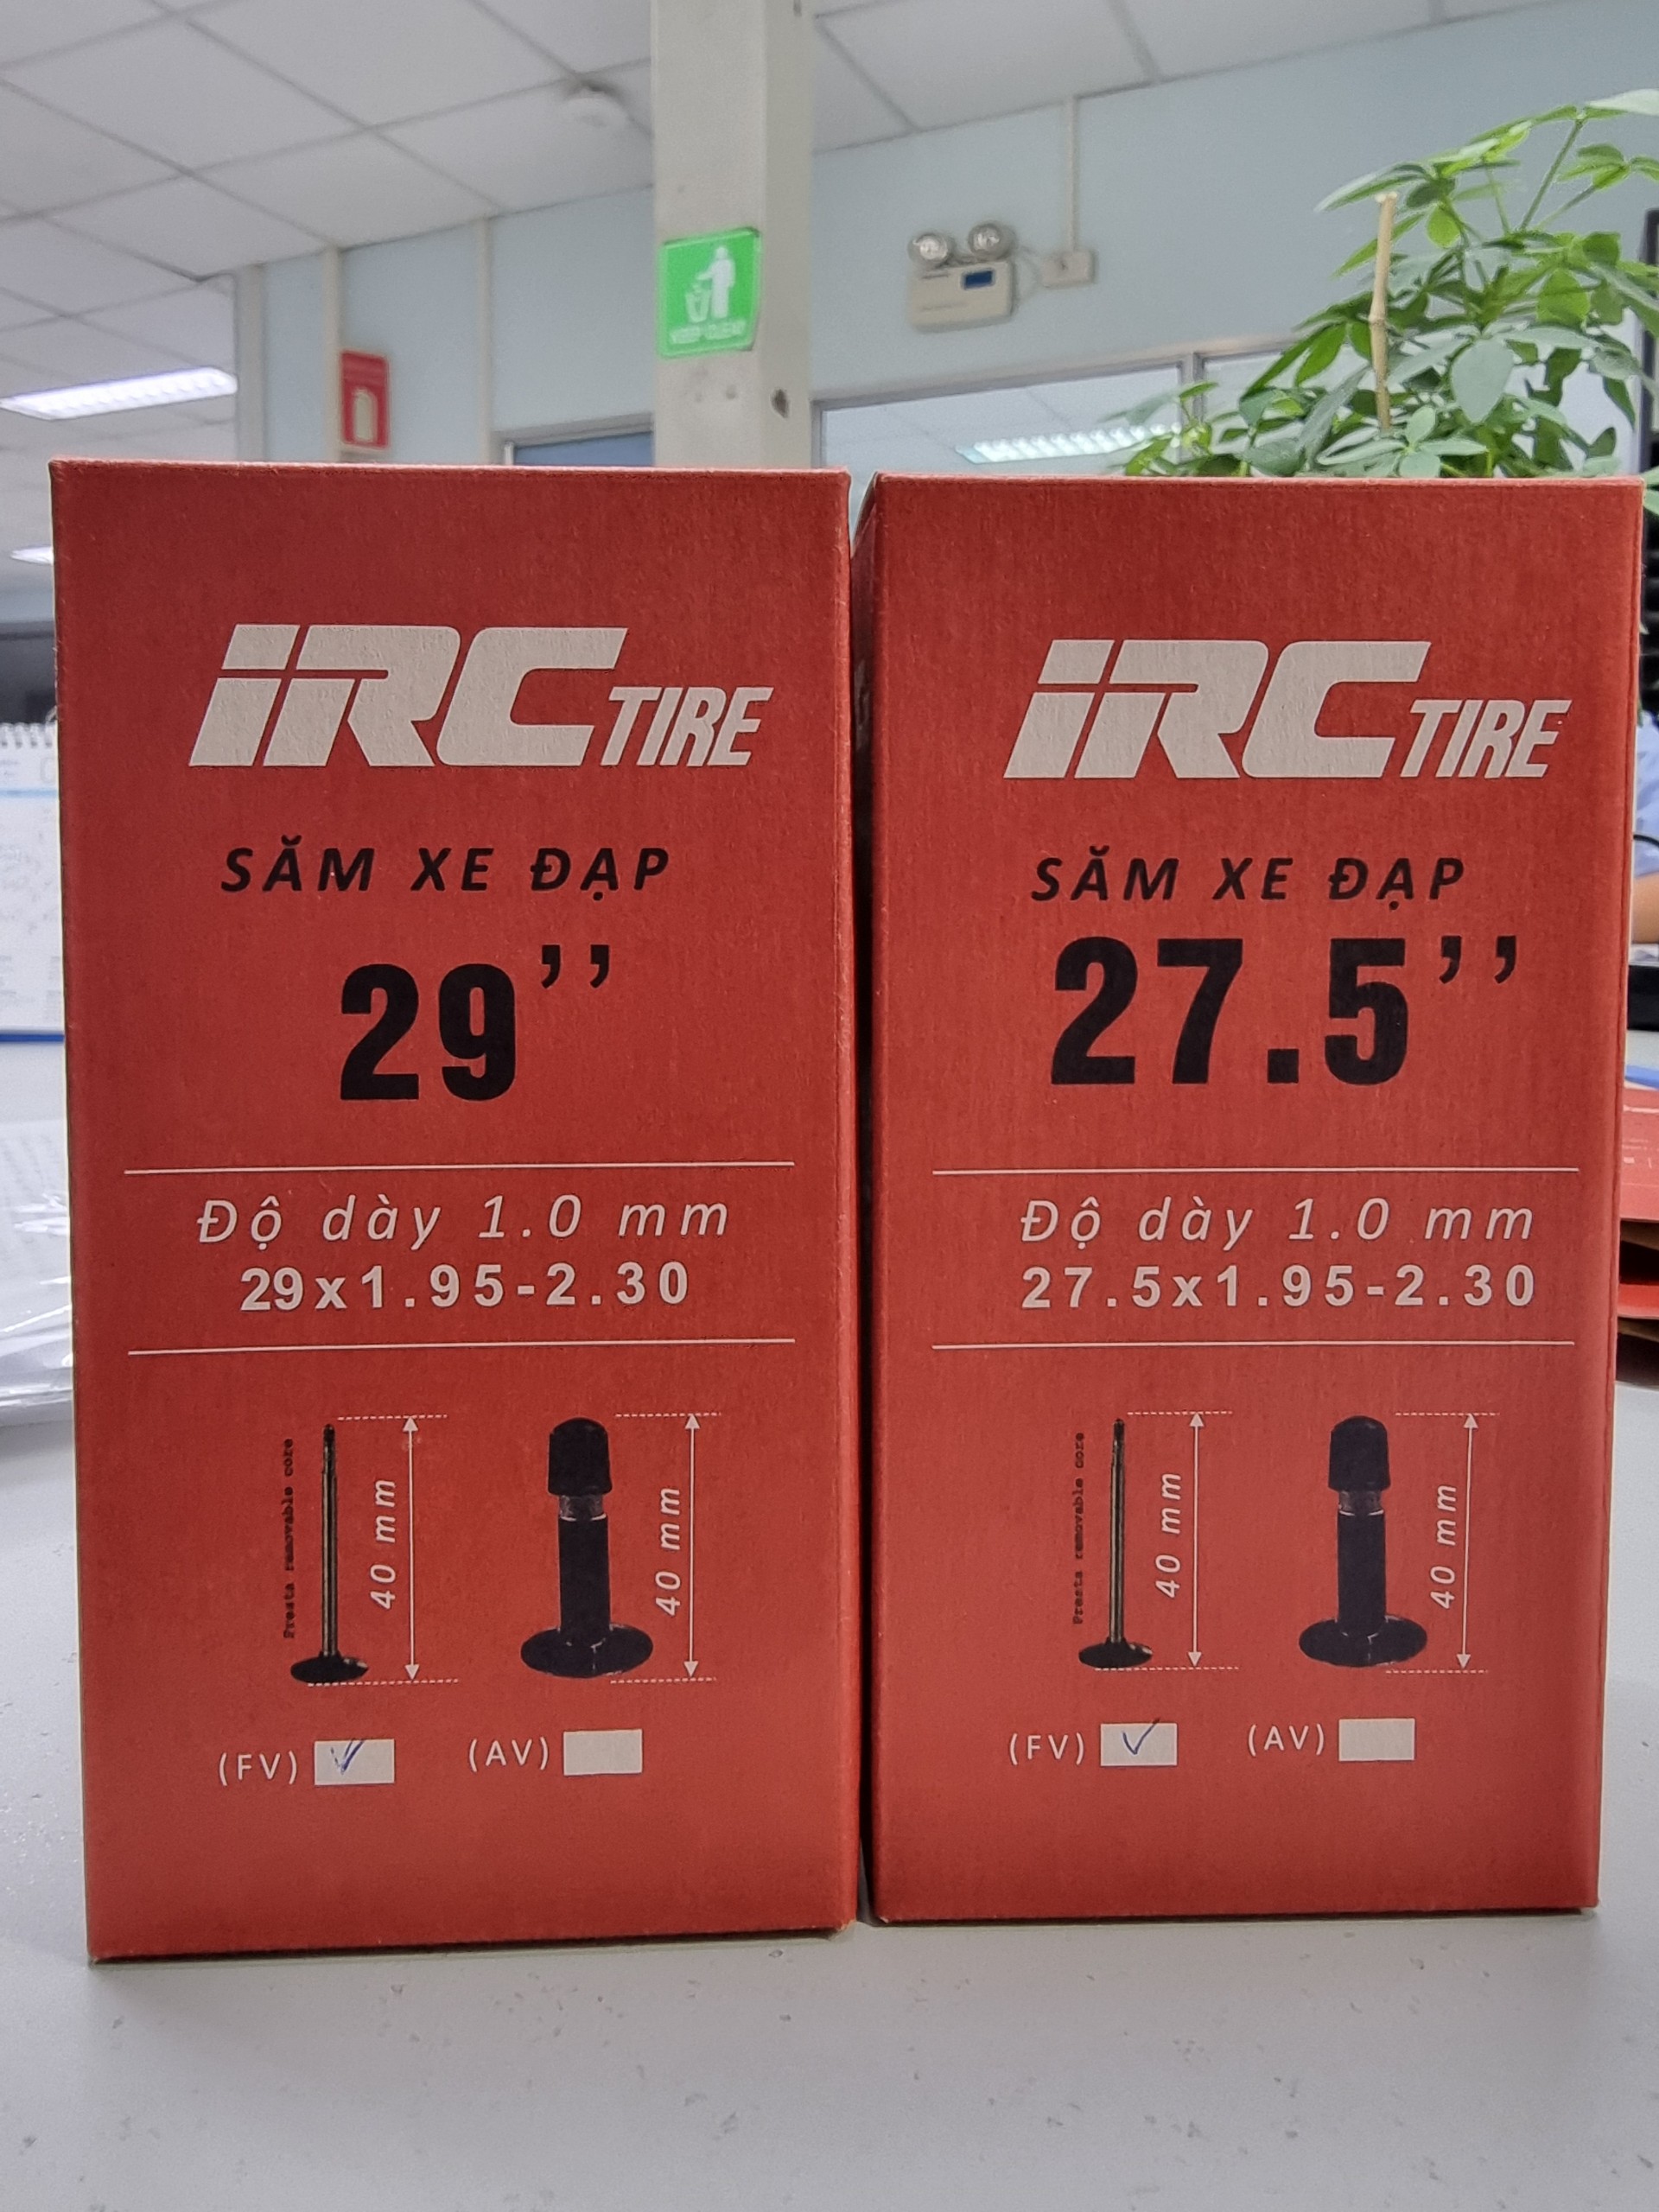 KEEP CLEAN
iRC TIRE
SĂM XE ĐẠP
29’’
Độ dày 1.0 mm
29x1.95-2.30
Presta removable core
40 mm
40 mm
(FV)
(AV)
iRC TIRE
SĂM XE ĐẠP
27.5’’
Độ dày 1.0 mm
27.5x1.95-2.30
Presta removable core
40 mm
40 mm
(FV)
(AV)